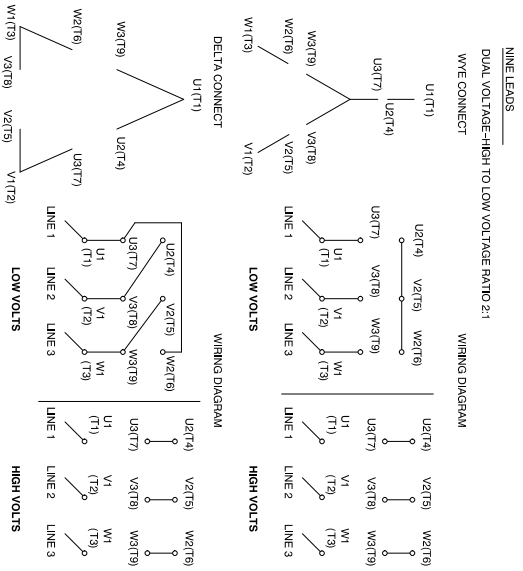 NINE LEADS
DUAL VOLTAGE-HIGH TO LOW VOLTAGE RATIO 2:1
WYE CONNECT
WIRING DIAGRAM
U1(T1)
U3(T7)
U2(T4)
W3(T9)
W2(T6)
W1(T3)
V3(T8)
V2(T5)
V1(T2)
U2(T4) V2(T5) W2(T6)
U3(T7) V3(T8) W3(T9)
U1 V1 W1
(T1) (T2) (T3)
LINE 1 LINE 2 LINE 3
LOW VOLTS
U2(T4) V2(T5) W2(T6)
U3(T7) V3(T8) W3(T9)
U1 V1 W1
(T1) (T2) (T3)
LINE 1 LINE 2 LINE 3
HIGH VOLTS
DELTA CONNECT
WIRING DIAGRAM
U1(T1)
W3(T9)
U2(T4)
W2(T6)
U3(T7)
W1(T3)
V3(T8)
V2(T5)
V1(T2)
U2(T4) V2(T5) W2(T6)
U3(T7) V3(T8) W3(T9)
U1 V1 W1
(T1) (T2) (T3)
LINE 1 LINE 2 LINE 3
LOW VOLTS
U2(T4) V2(T5) W2(T6)
U3(T7) V3(T8) W3(T9)
U1 V1 W1
(T1) (T2) (T3)
LINE 1 LINE 2 LINE 3
HIGH VOLTS